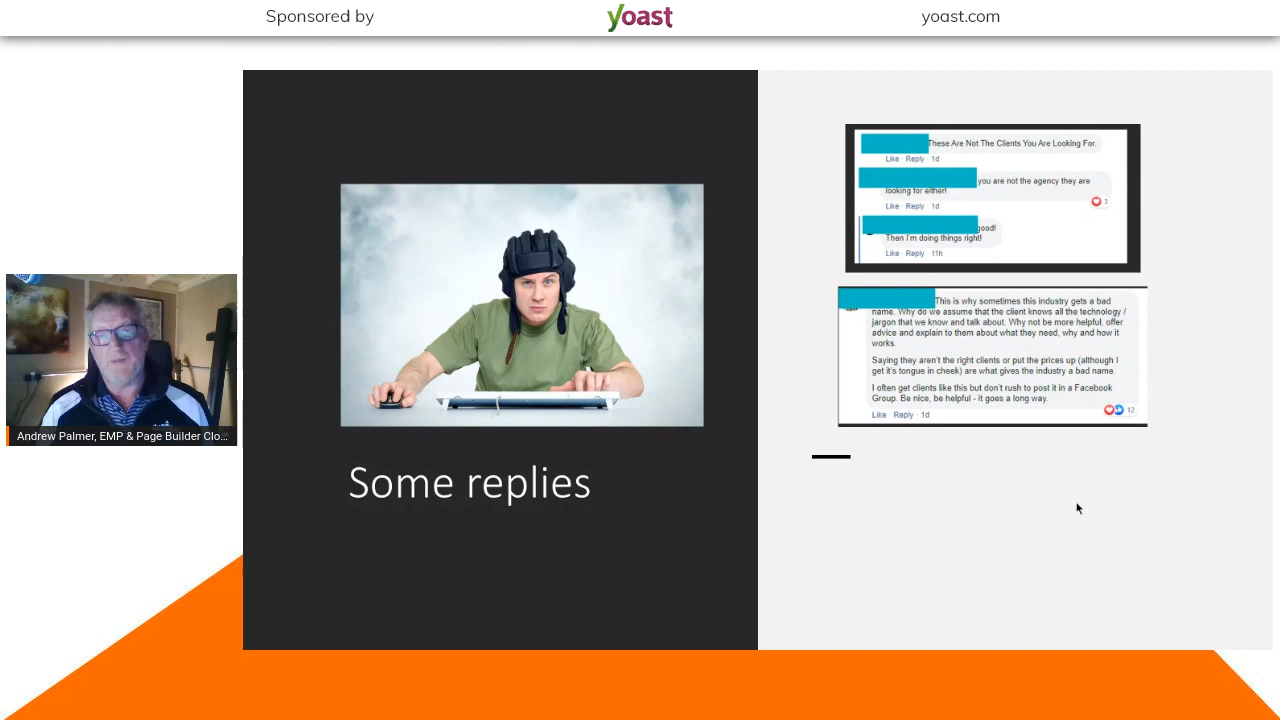 Sponsored by
yoast
yoast.com
These Are Not The Clients You Are Looking For.
Like · Reply · 1d
you are not the agency they are
looking for either!
Like · Reply · 1d
3
good!
Then I'm doing things right!
Like · Reply · 11h
This is why sometimes this industry gets a bad
name. Why do we assume that the client knows all the technology /
jargon that we know and talk about. Why not be more helpful, offer
advice and explain to them about what they need, why and how it
works.
Saying they aren't the right clients or put the prices up (although I
get it's tongue in cheek) are what gives the industry a bad name.
I often get clients like this but don't rush to post it in a Facebook
Group. Be nice, be helpful - it goes a long way.
Like · Reply · 1d
12
Andrew Palmer, EMP & Page Builder Clo...
Some replies